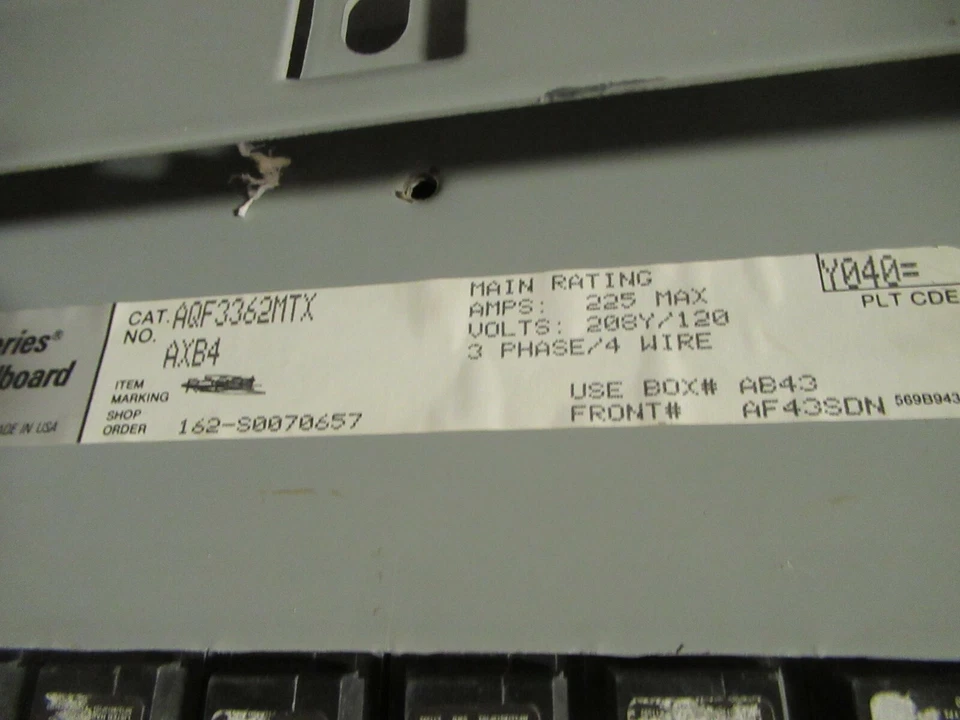 eries®
lboard
ADE IN USA
CAT. AQF3362MTX
NO.
AXB4
ITEM
MARKING
SHOP
ORDER 162-S0070657
MAIN RATING
AMPS: 225 MAX
VOLTS: 208Y/120
3 PHASE/4 WIRE
USE BOX# AB43
FRONT# AF43SDN
569B943
Y040=
PLT CDE